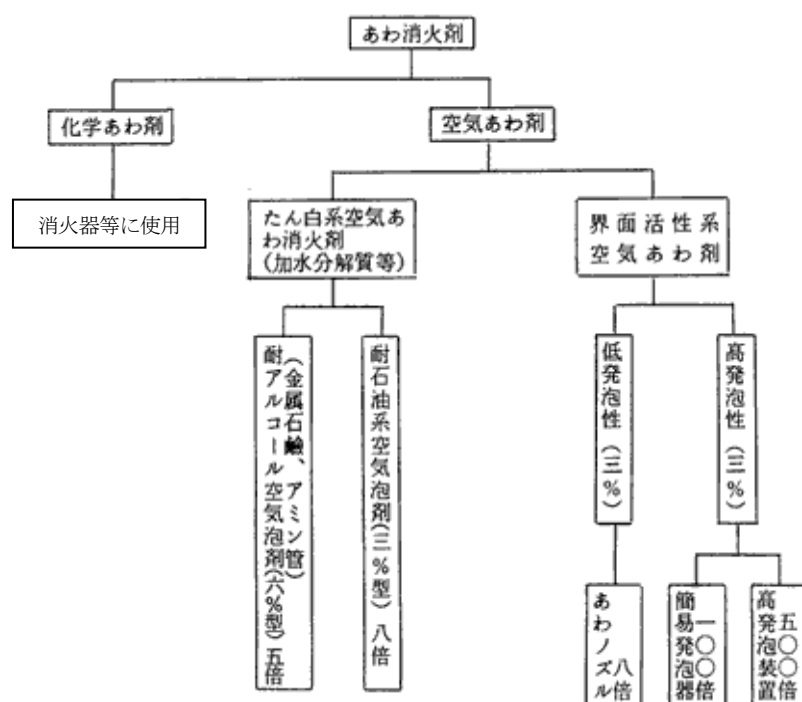 あわ消火剤
化学あわ剤
空気あわ剤
消火器等に使用
たん白系空気あ
わ消火剤
(加水分解質等)
界面活性系
空気あわ剤
耐アルコール空気泡剤(六%型)五倍
(金属石鹼、アミン管)
耐石油系空気泡剤(三%型)八倍
低発泡性(三%)
高発泡性(三%)
あわノズル
八倍
簡易発泡器
一〇〇倍
高発泡装置
五〇〇倍